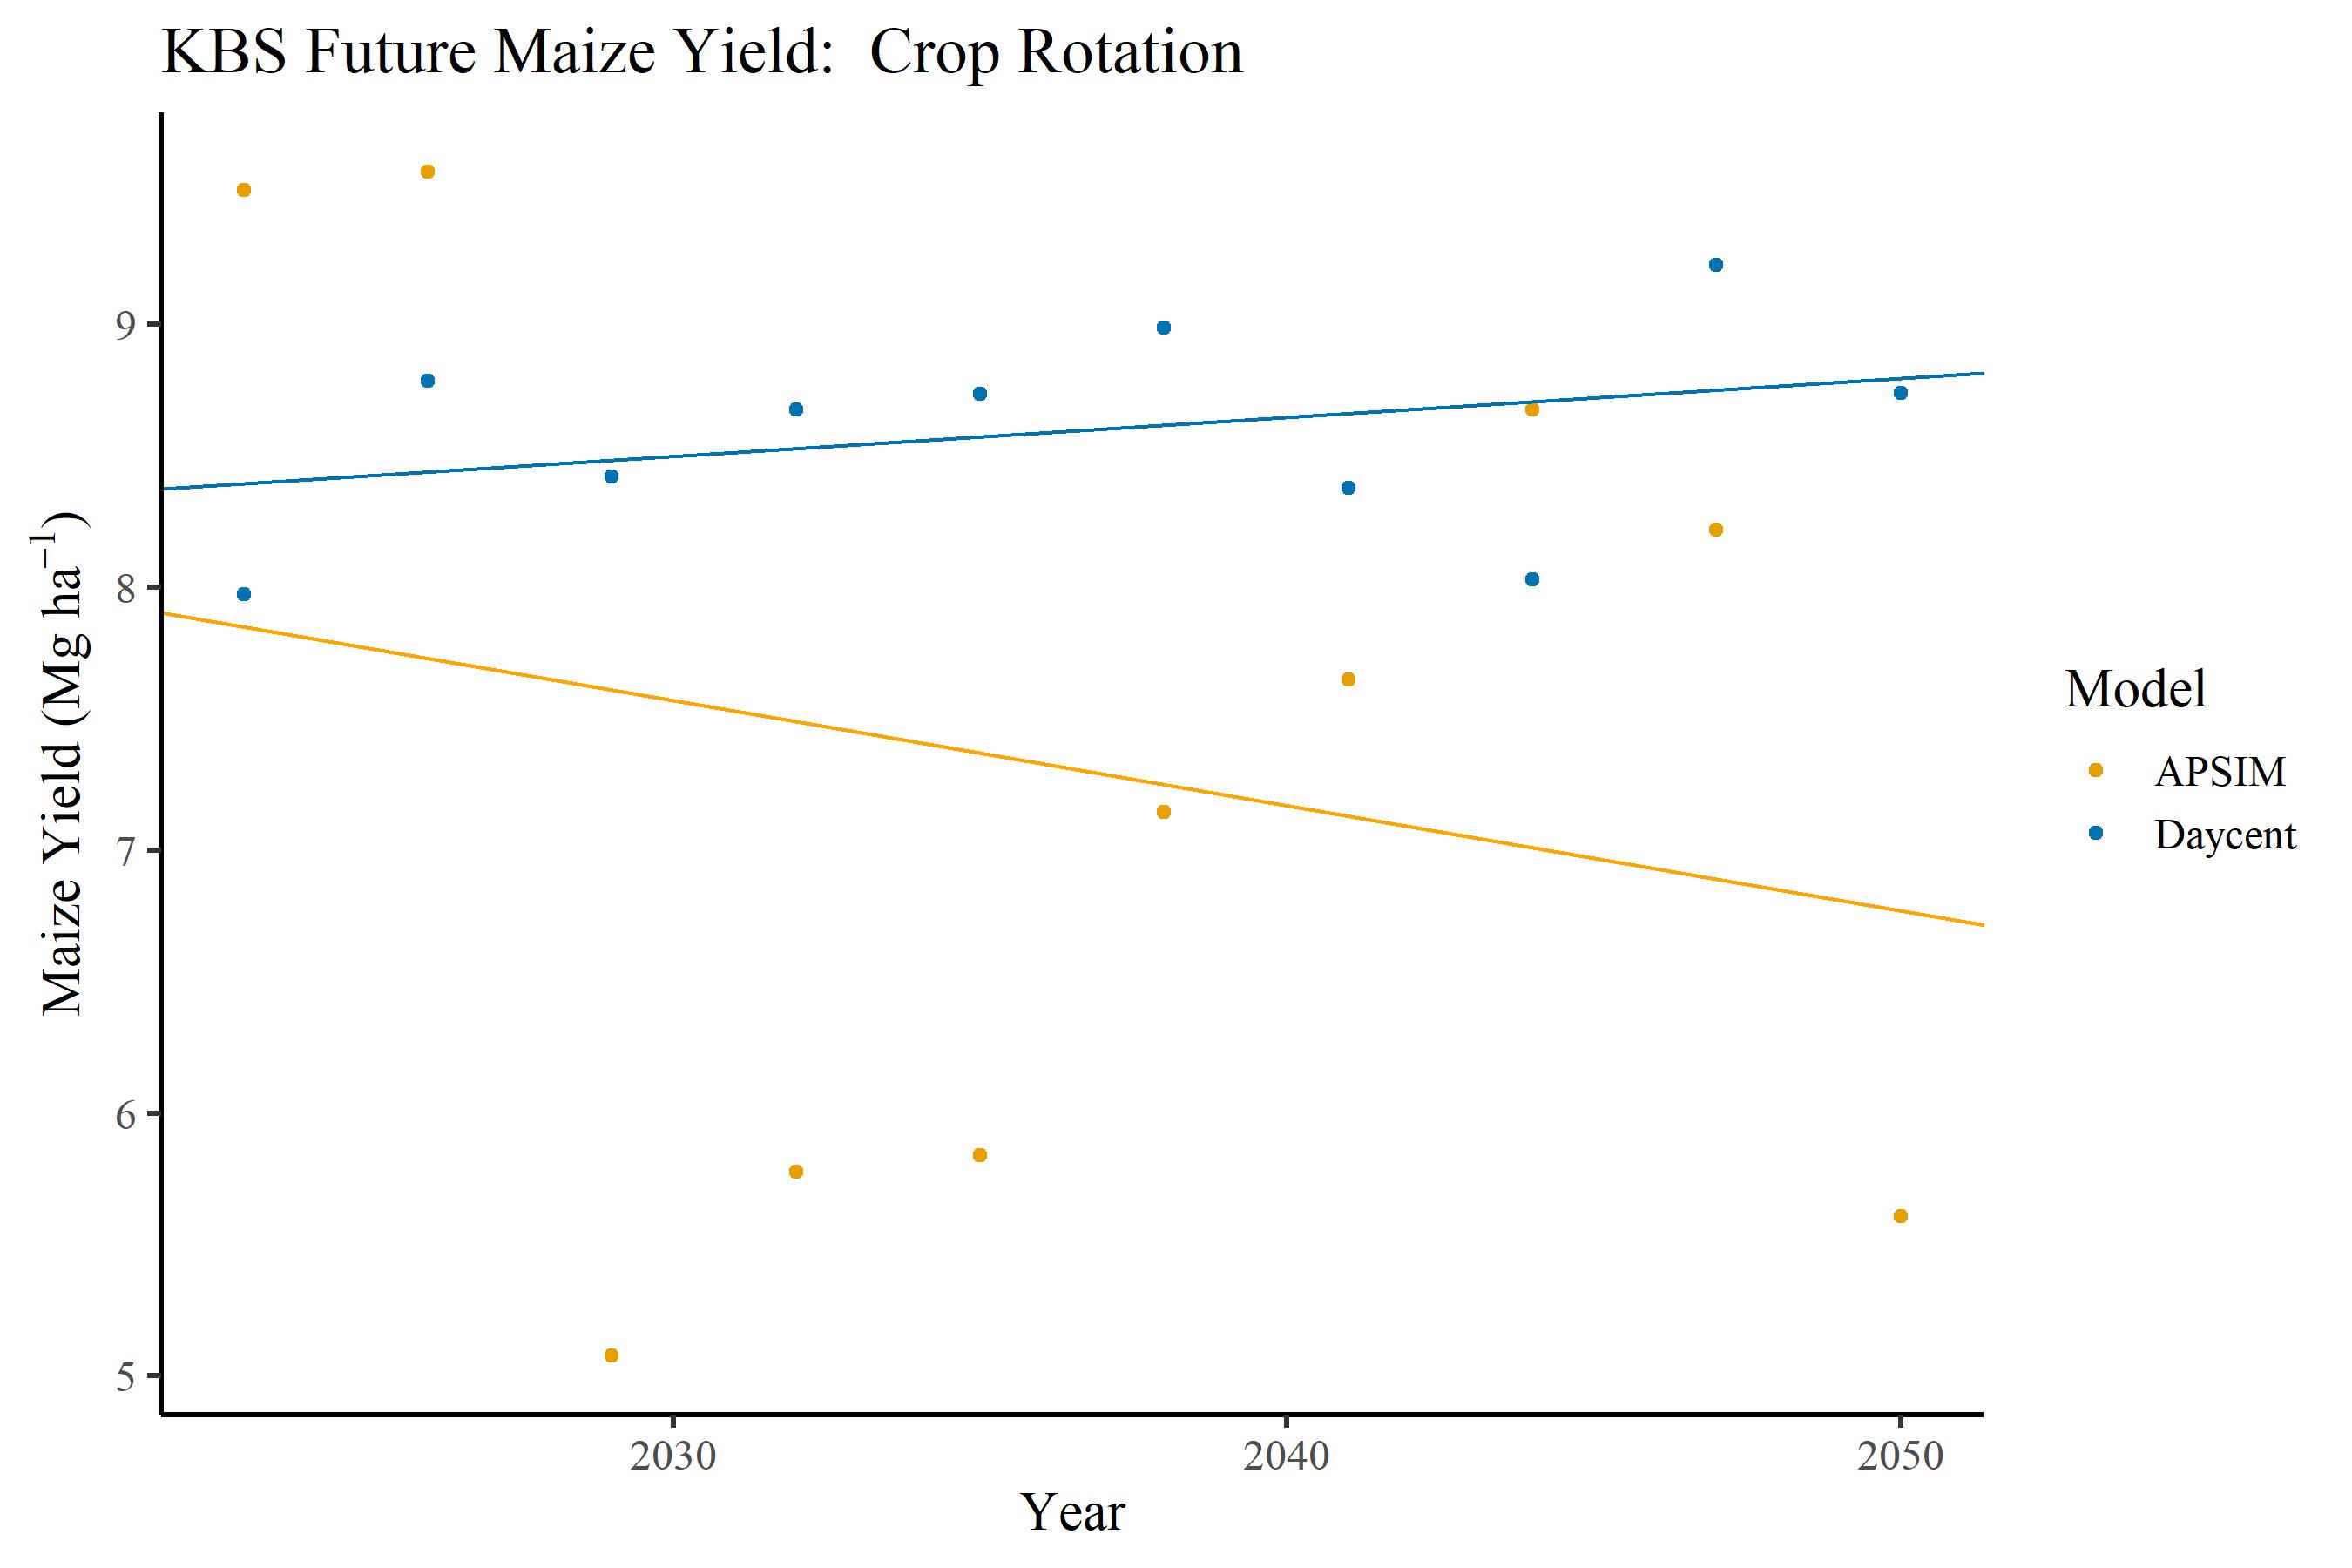 KBS Future Maize Yield:  Crop Rotation
Maize Yield (Mg ha⁻¹)
9
8
7
6
5
2030
2040
2050
Year
Model
APSIM
Daycent